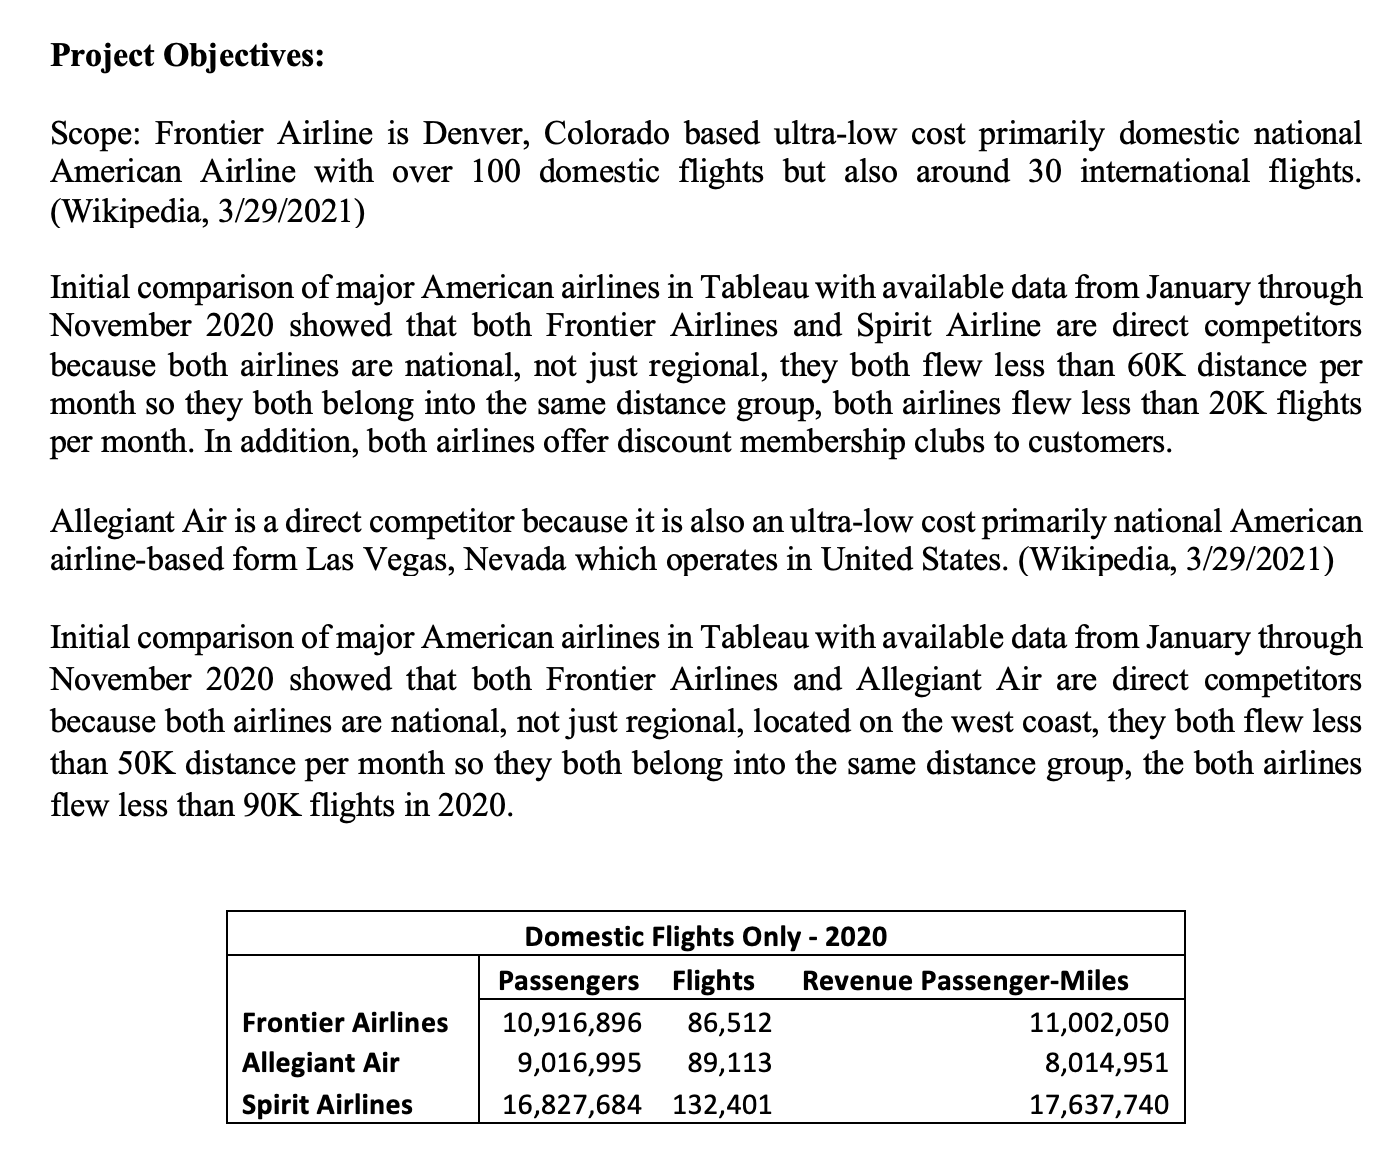 Project Objectives:
Scope: Frontier Airline is Denver, Colorado based ultra-low cost primarily domestic national
American Airline with over 100 domestic flights but also around 30 international flights.
(Wikipedia, 3/29/2021)
Initial comparison of major American airlines in Tableau with available data from January through
November 2020 showed that both Frontier Airlines and Spirit Airline are direct competitors
because both airlines are national, not just regional, they both flew less than 60K distance per
month so they both belong into the same distance group, both airlines flew less than 20K flights
per month. In addition, both airlines offer discount membership clubs to customers.
Allegiant Air is a direct competitor because it is also an ultra-low cost primarily national American
airline-based form Las Vegas, Nevada which operates in United States. (Wikipedia, 3/29/2021)
Initial comparison of major American airlines in Tableau with available data from January through
November 2020 showed that both Frontier Airlines and Allegiant Air are direct competitors
because both airlines are national, not just regional, located on the west coast, they both flew less
than 50K distance per month so they both belong into the same distance group, the both airlines
flew less than 90K flights in 2020.
Domestic Flights Only - 2020
Passengers Flights Revenue Passenger-Miles
Frontier Airlines 10,916,896 86,512 11,002,050
Allegiant Air 9,016,995 89,113 8,014,951
Spirit Airlines 16,827,684 132,401 17,637,740